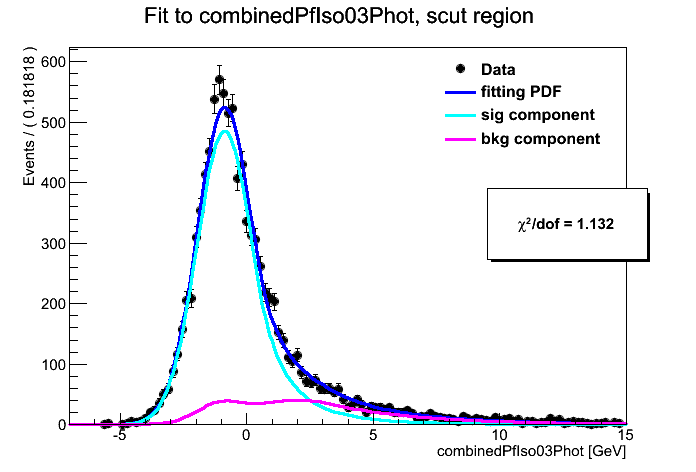 Fit to combinedPfIso03Phot, scut region
Events / ( 0.181818 )
600
500
400
300
200
100
0
Data
fitting PDF
sig component
bkg component
χ²/dof = 1.132
-5 0 5 10 15
combinedPfIso03Phot [GeV]